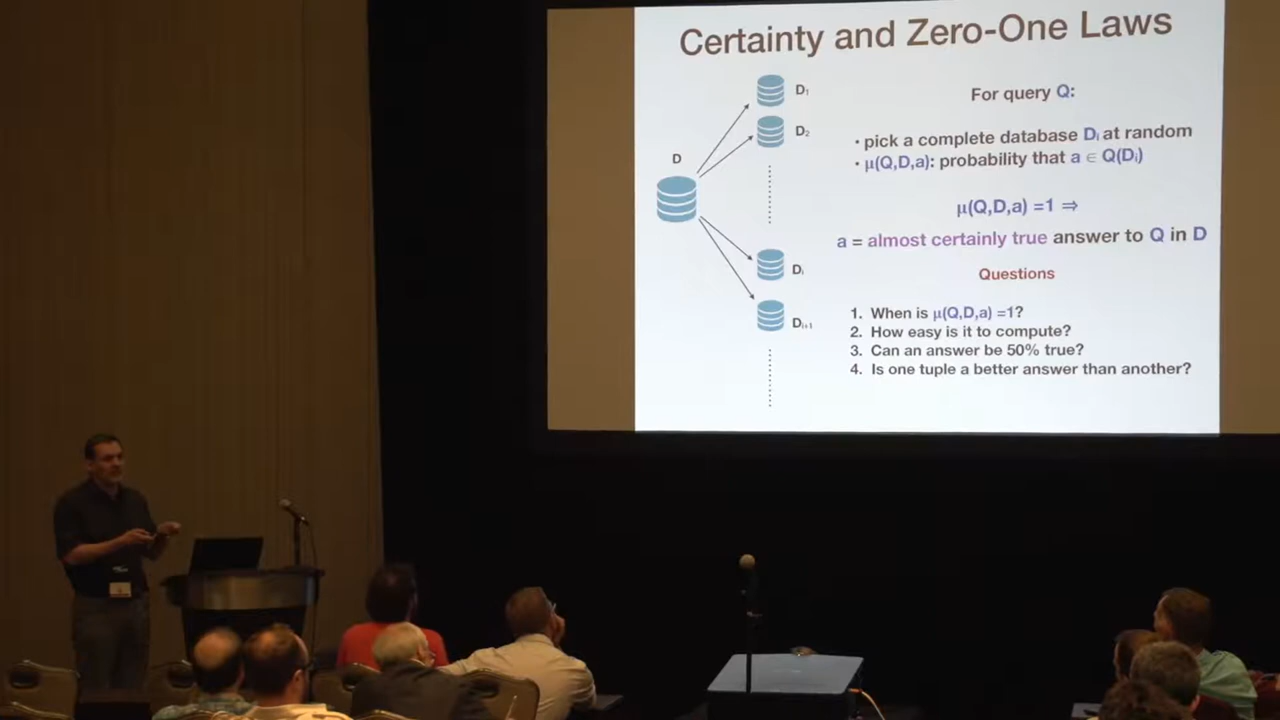 Certainty and Zero-One Laws
D
D₁
D₂
Dᵢ
Dᵢ₊₁
For query Q:
• pick a complete database Dᵢ at random
• μ(Q,D,a): probability that a ∈ Q(Dᵢ)
μ(Q,D,a) =1 ⇒
a = almost certainly true answer to Q in D
Questions
1. When is μ(Q,D,a) =1?
2. How easy is it to compute?
3. Can an answer be 50% true?
4. Is one tuple a better answer than another?